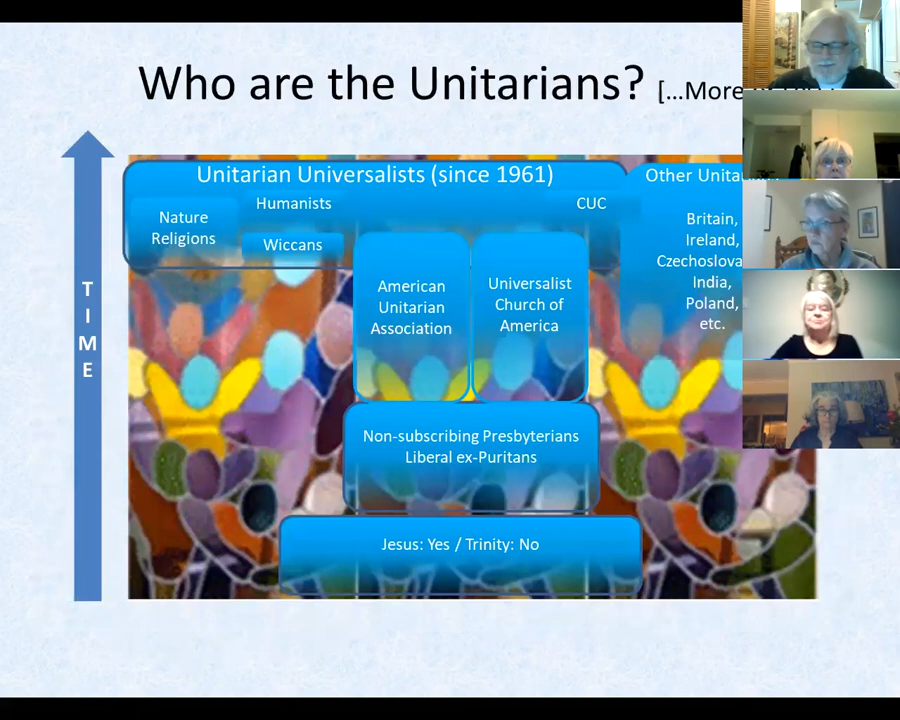 Who are the Unitarians? [...More
Unitarian Universalists (since 1961)
Other
Nature
Religions
Humanists
Wiccans
CUC
Britain,
Ireland,
India,
Poland,
etc.
American
Unitarian
Association
Universalist
Church of
America
TIME
Non-subscribing Presbyterians
Liberal ex-Puritans
Jesus: Yes / Trinity: No